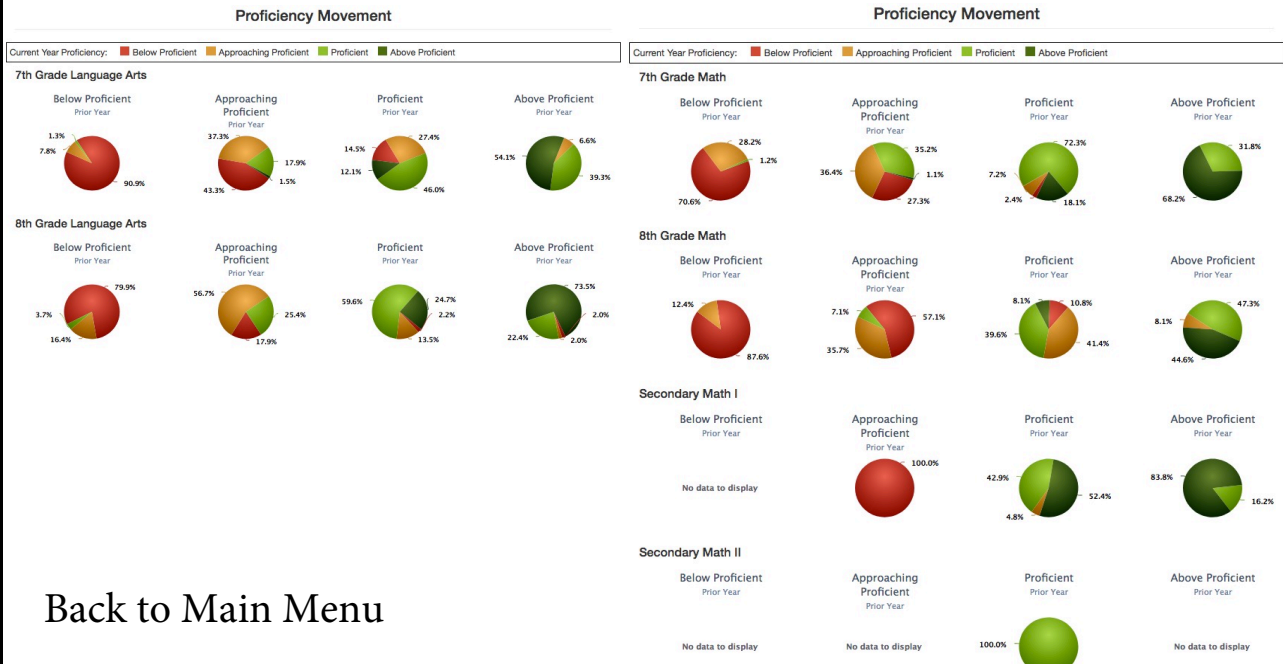 Proficiency Movement
Current Year Proficiency: Below Proficient Approaching Proficient Proficient Above Proficient
7th Grade Language Arts
Below Proficient
Prior Year
1.3%
7.8%
90.9%
Approaching
Proficient
Prior Year
37.3%
17.9%
1.5%
43.3%
Proficient
Prior Year
27.4%
14.5%
12.1%
46.0%
Above Proficient
Prior Year
6.6%
54.1%
39.3%
8th Grade Language Arts
Below Proficient
Prior Year
79.9%
3.7%
16.4%
Approaching
Proficient
Prior Year
56.7%
25.4%
17.9%
Proficient
Prior Year
59.6%
24.7%
2.2%
13.5%
Above Proficient
Prior Year
73.5%
2.0%
22.4%
2.0%
Back to Main Menu
Proficiency Movement
Current Year Proficiency: Below Proficient Approaching Proficient Proficient Above Proficient
7th Grade Math
Below Proficient
Prior Year
28.2%
1.2%
70.6%
Approaching
Proficient
Prior Year
35.2%
36.4%
1.1%
27.3%
Proficient
Prior Year
72.3%
7.2%
2.4%
18.1%
Above Proficient
Prior Year
31.8%
68.2%
8th Grade Math
Below Proficient
Prior Year
12.4%
87.6%
Approaching
Proficient
Prior Year
7.1%
57.1%
35.7%
Proficient
Prior Year
8.1%
10.8%
39.6%
41.4%
Above Proficient
Prior Year
47.3%
8.1%
44.6%
Secondary Math I
Below Proficient
Prior Year
No data to display
Approaching
Proficient
Prior Year
100.0%
Proficient
Prior Year
42.9%
52.4%
4.8%
Above Proficient
Prior Year
83.8%
16.2%
Secondary Math II
Below Proficient
Prior Year
No data to display
Approaching
Proficient
Prior Year
No data to display
Proficient
Prior Year
100.0%
Above Proficient
Prior Year
No data to display